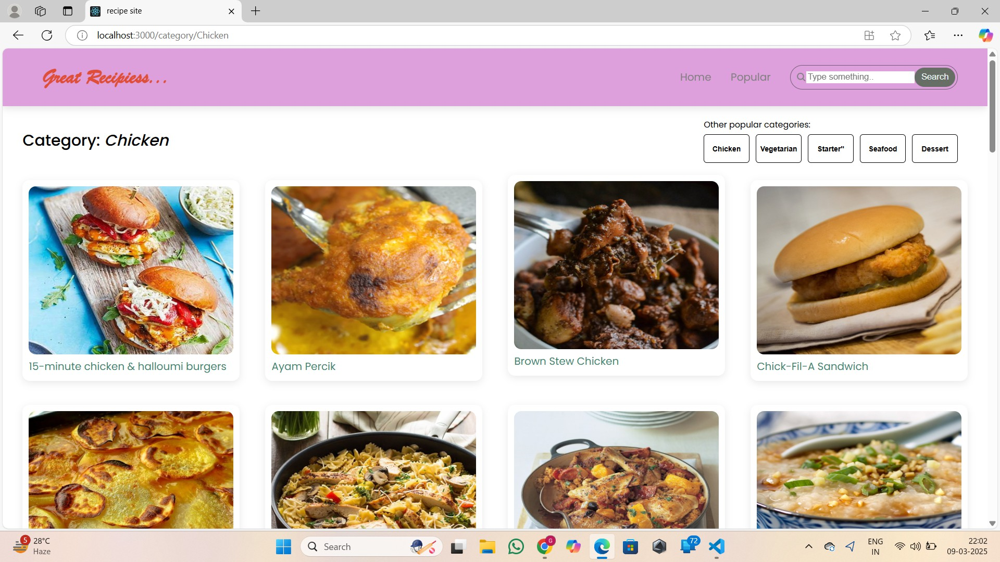 recipe site
localhost:3000/category/Chicken
Great Recipiess...
Home
Popular
Type something..
Search
Category: Chicken
Other popular categories:
Chicken
Vegetarian
Starter"
Seafood
Dessert
15-minute chicken & halloumi burgers
Ayam Percik
Brown Stew Chicken
Chick-Fil-A Sandwich
5
28°C
Haze
Search
G
72
ENG
IN
22:02
09-03-2025